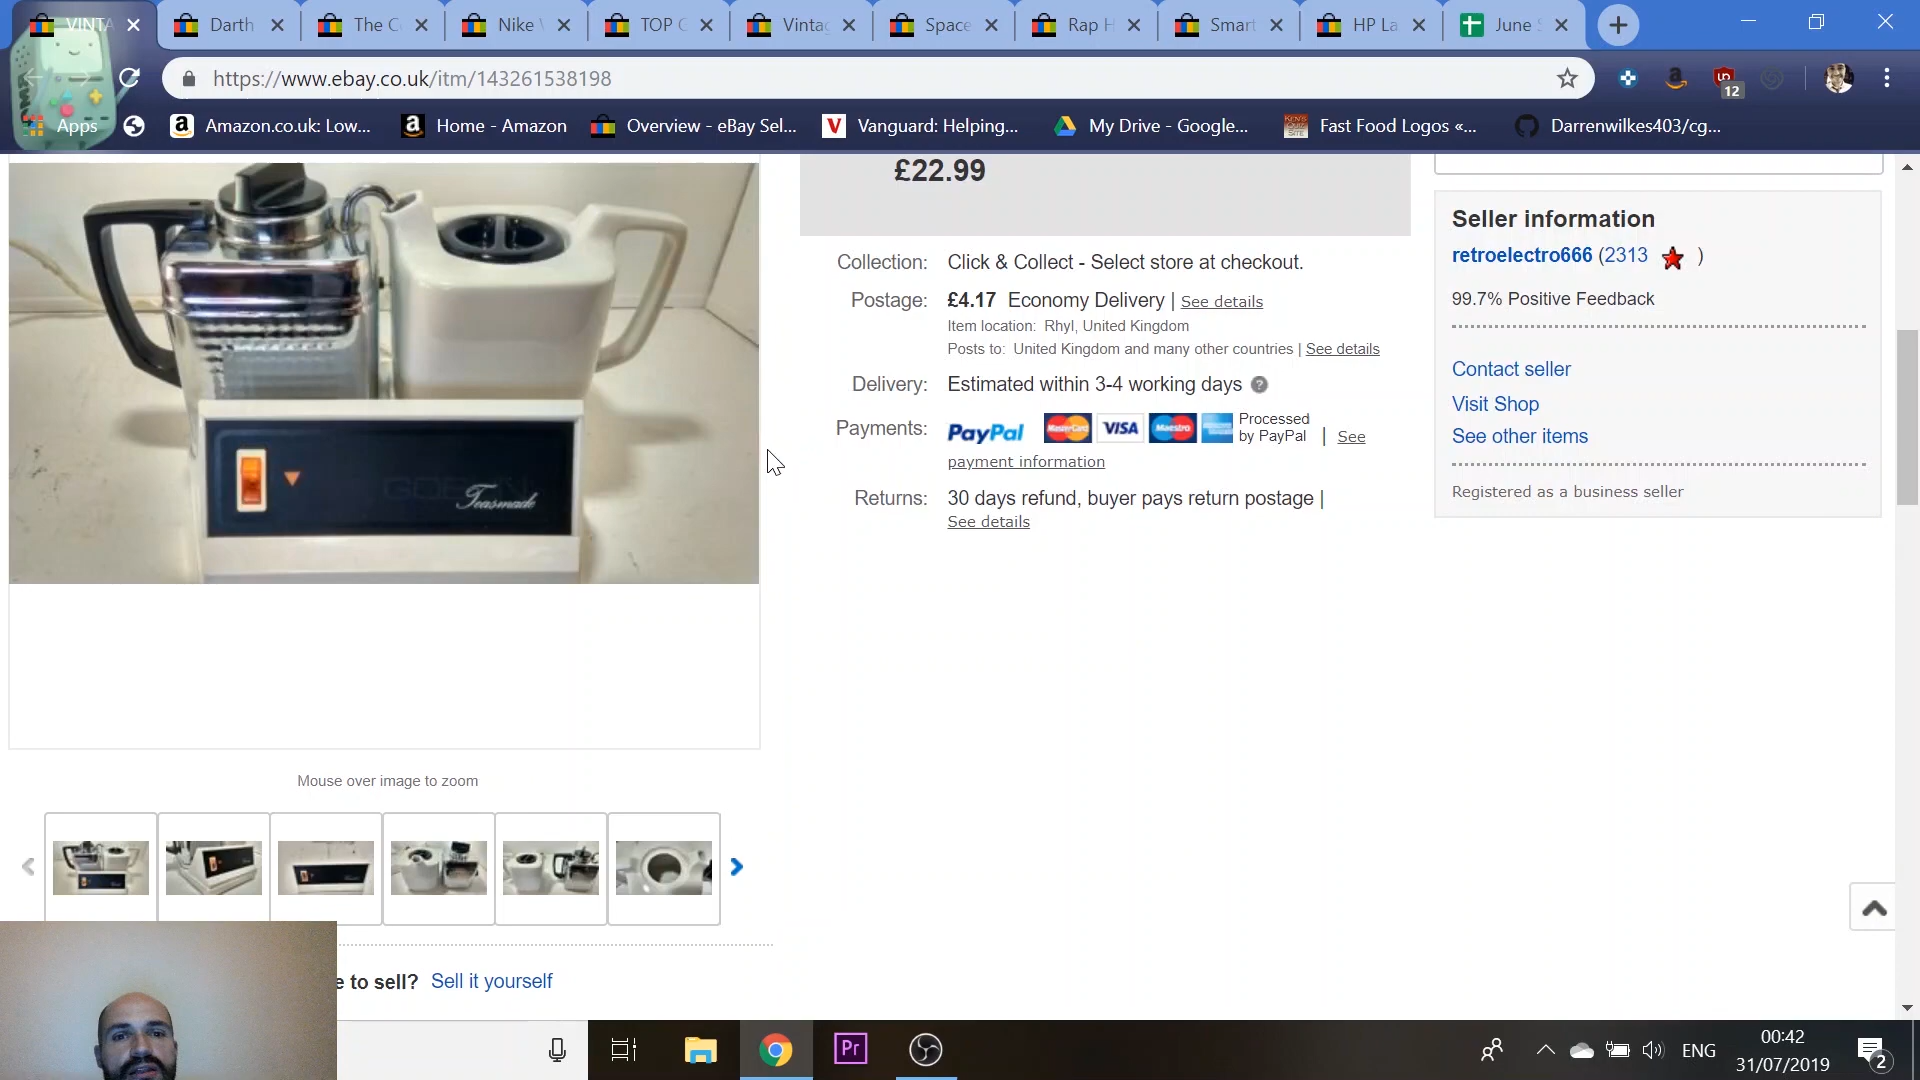 VINTA
Darth
The C
Nike
TOP
Vintag
Space
Rap H
Smart
HP La
June
https://www.ebay.co.uk/itm/143261538198
12
Apps
Amazon.co.uk: Low...
Home - Amazon
Overview - eBay Sel...
Vanguard: Helping...
My Drive - Google...
Fast Food Logos «...
Darrenwilkes403/cg...
£22.99
Collection: Click & Collect - Select store at checkout.
Postage: £4.17 Economy Delivery | See details
Item location: Rhyl, United Kingdom
Posts to: United Kingdom and many other countries | See details
Delivery: Estimated within 3-4 working days ?
Payments: PayPal MasterCard VISA Maestro Processed by PayPal | See
payment information
Returns: 30 days refund, buyer pays return postage |
See details
Seller information
retroelectro666 (2313 )
99.7% Positive Feedback
Contact seller
Visit Shop
See other items
Registered as a business seller
GOBLIN
Teasmade
Mouse over image to zoom
e to sell? Sell it yourself
Pr
ENG
00:42
31/07/2019
2